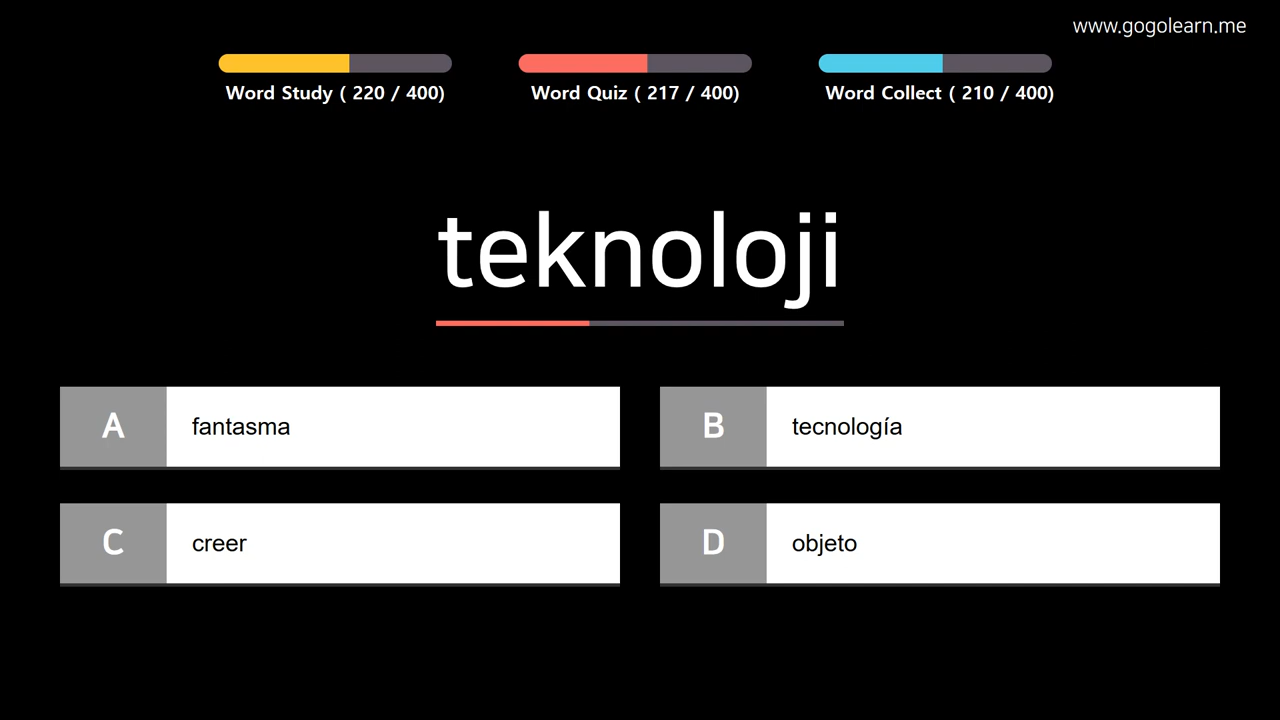 www.gogolearn.me
Word Study ( 220 / 400)
Word Quiz ( 217 / 400)
Word Collect ( 210 / 400)
teknoloji
A fantasma
B tecnología
C creer
D objeto